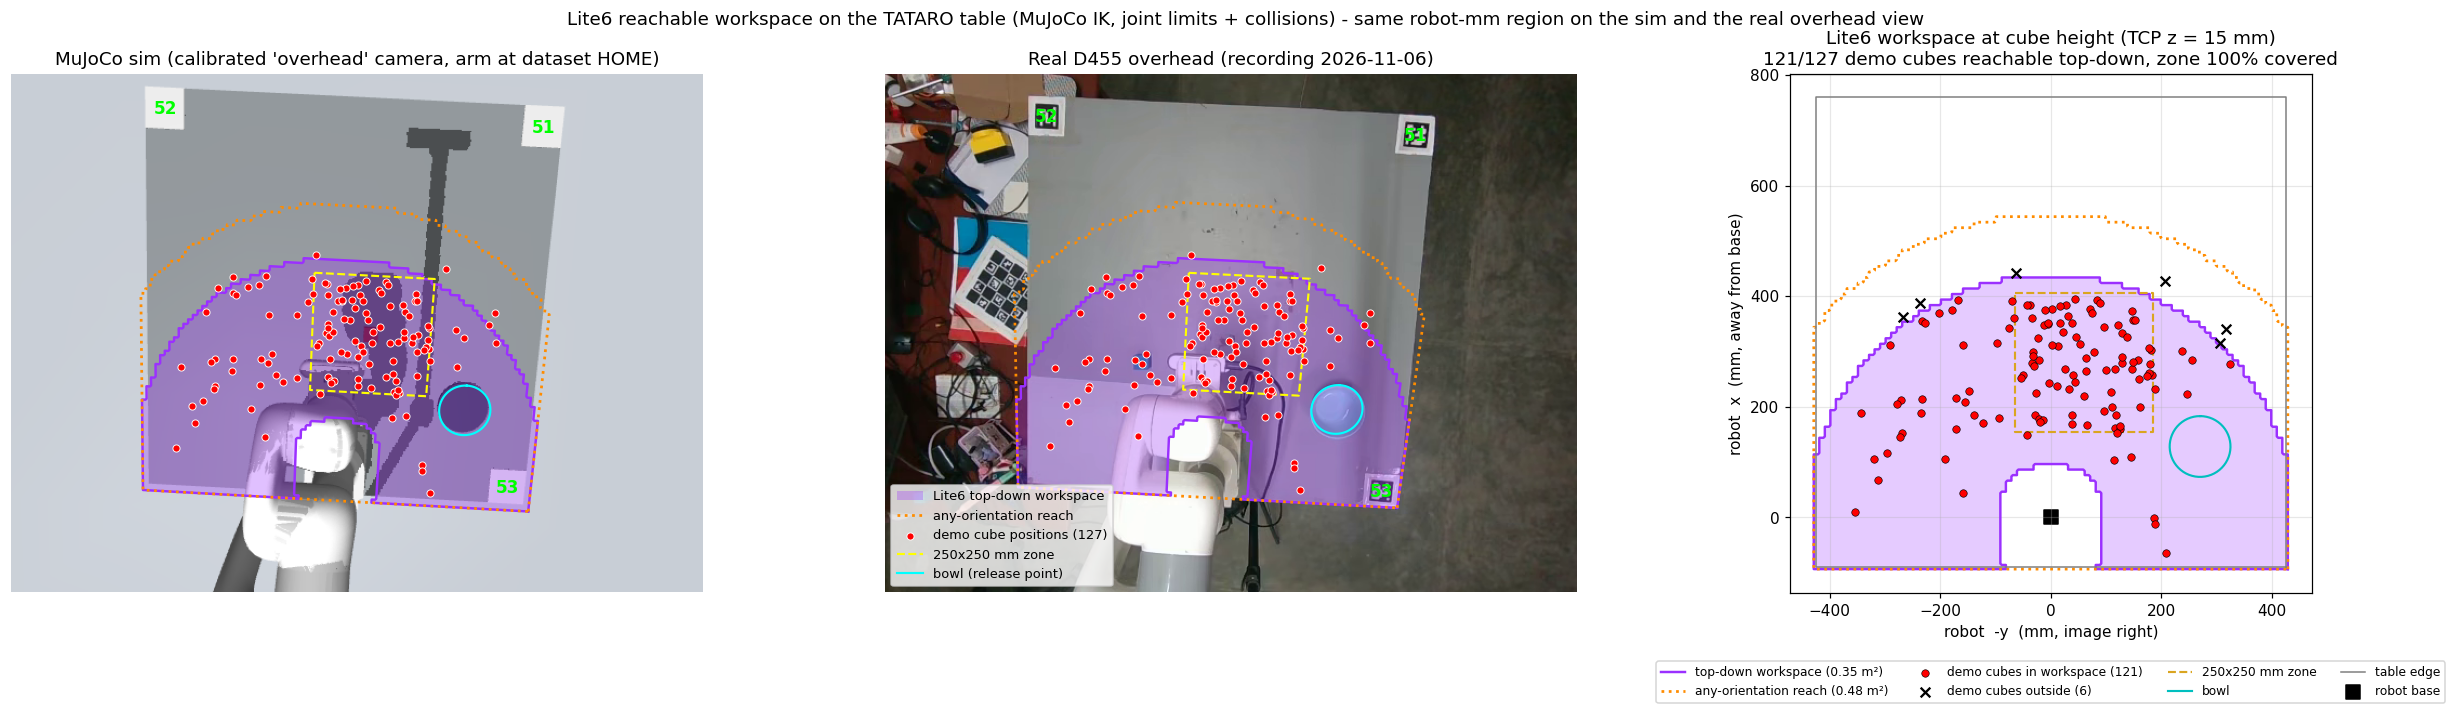 Lite6 reachable workspace on the TATARO table (MuJoCo IK, joint limits + collisions) - same robot-mm region on the sim and the real overhead view
MuJoCo sim (calibrated 'overhead' camera, arm at dataset HOME)
52
51
53
Real D455 overhead (recording 2026-11-06)
52
51
53
Lite6 top-down workspace
any-orientation reach
demo cube positions (127)
250x250 mm zone
bowl (release point)
Lite6 workspace at cube height (TCP z = 15 mm)
121/127 demo cubes reachable top-down, zone 100% covered
800
600
400
200
0
robot x (mm, away from base)
−400
−200
0
200
400
robot -y (mm, image right)
top-down workspace (0.35 m²)
any-orientation reach (0.48 m²)
demo cubes in workspace (121)
demo cubes outside (6)
250x250 mm zone
bowl
table edge
robot base